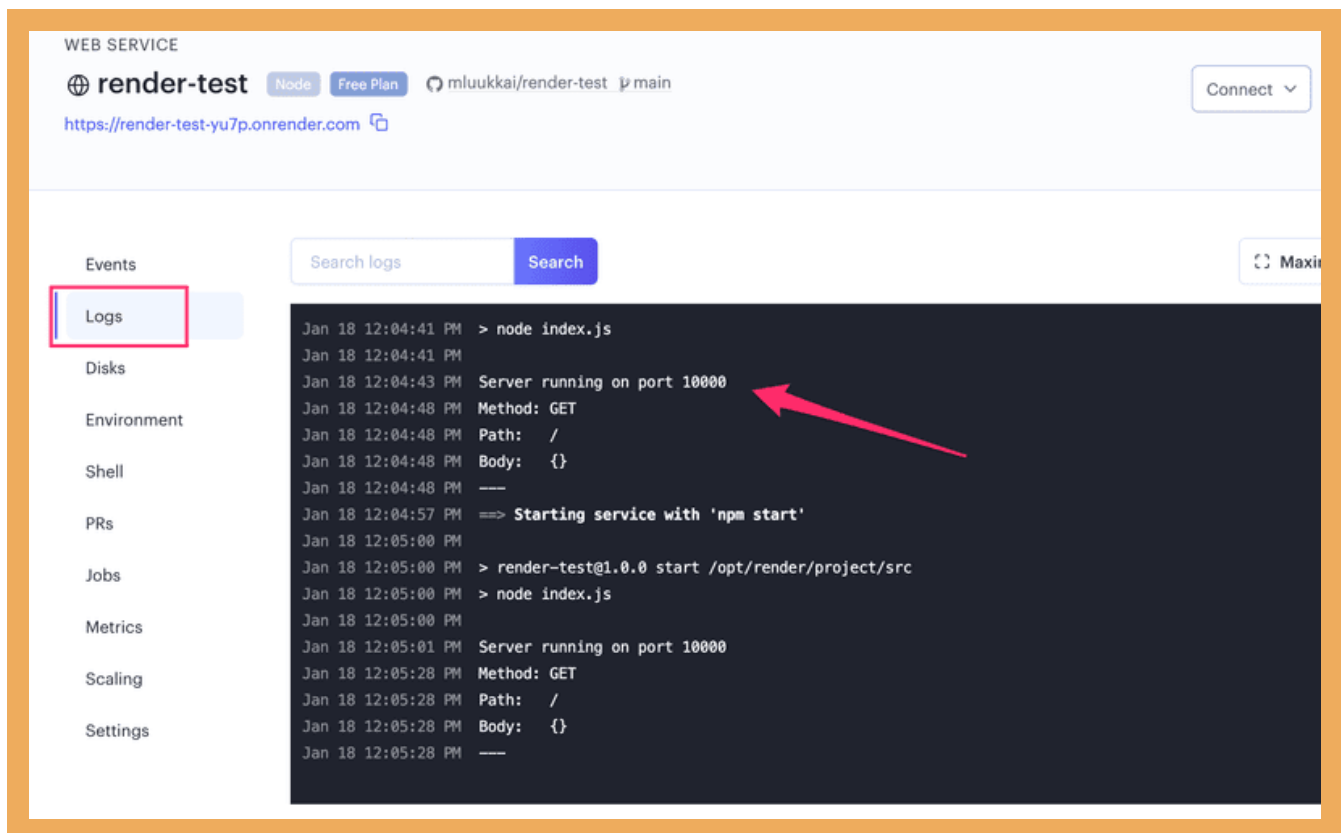 WEB SERVICE
render-test Node Free Plan mluukkai/render-test main
Connect
https://render-test-yu7p.onrender.com
Events
Logs
Disks
Environment
Shell
PRs
Jobs
Metrics
Scaling
Settings
Search logs Search
Maxi
Jan 18 12:04:41 PM > node index.js
Jan 18 12:04:41 PM
Jan 18 12:04:43 PM Server running on port 10000
Jan 18 12:04:48 PM Method: GET
Jan 18 12:04:48 PM Path: /
Jan 18 12:04:48 PM Body: {}
Jan 18 12:04:48 PM ---
Jan 18 12:04:57 PM ==> Starting service with 'npm start'
Jan 18 12:05:00 PM
Jan 18 12:05:00 PM > render-test@1.0.0 start /opt/render/project/src
Jan 18 12:05:00 PM > node index.js
Jan 18 12:05:00 PM
Jan 18 12:05:01 PM Server running on port 10000
Jan 18 12:05:28 PM Method: GET
Jan 18 12:05:28 PM Path: /
Jan 18 12:05:28 PM Body: {}
Jan 18 12:05:28 PM ---